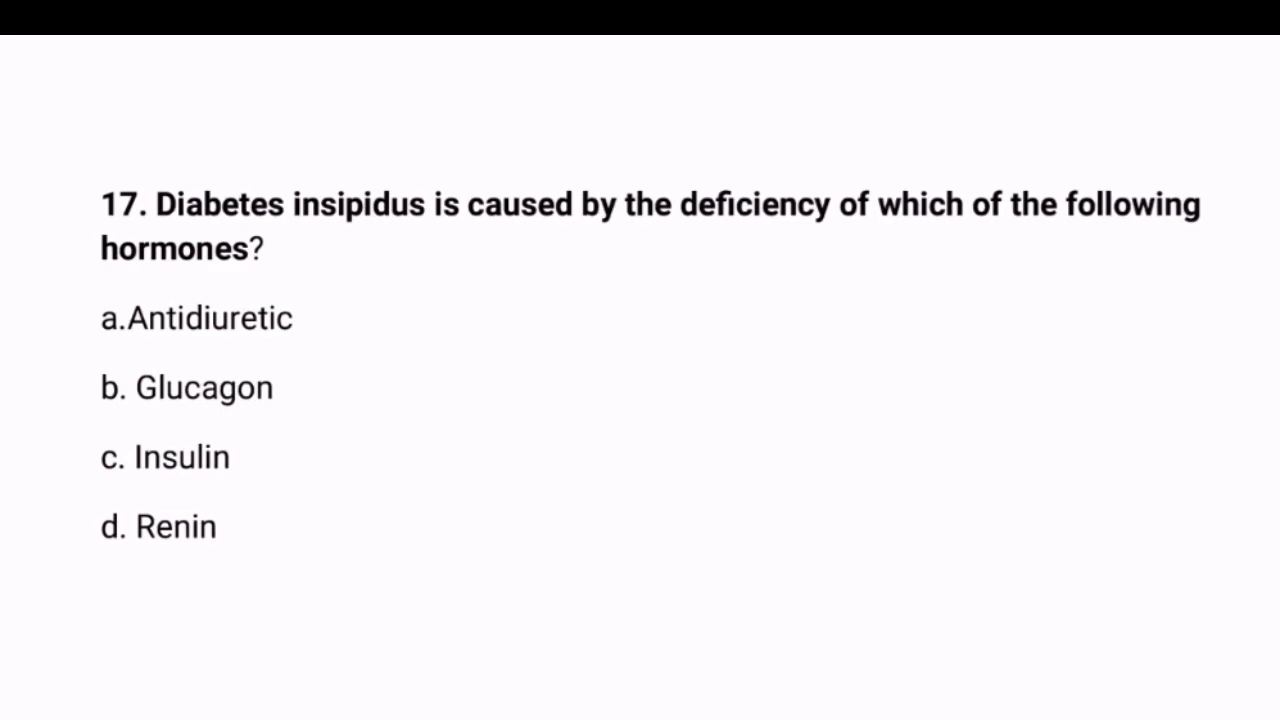 17. Diabetes insipidus is caused by the deficiency of which of the following
hormones?
a.Antidiuretic
b. Glucagon
c. Insulin
d. Renin